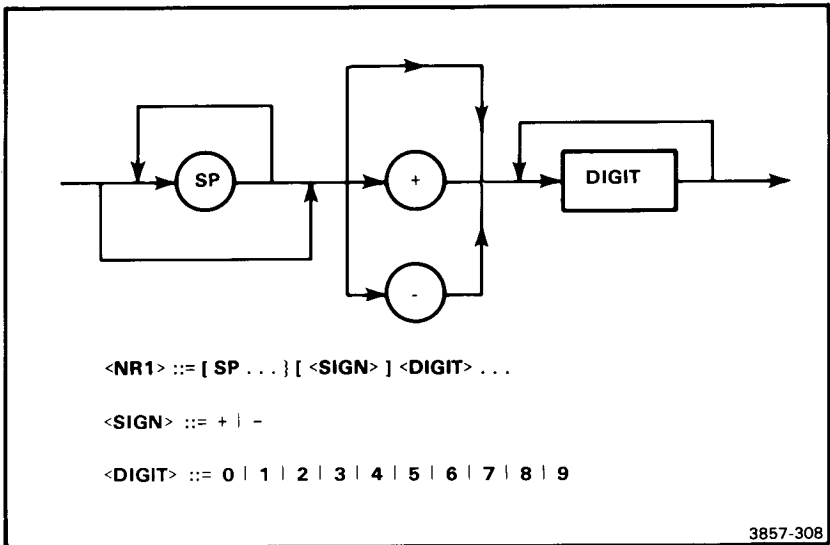 SP
+
DIGIT
-
<NR1> ::= [ SP . . . } [ <SIGN> ] <DIGIT> . . .
<SIGN> ::= + | -
<DIGIT> ::= 0 | 1 | 2 | 3 | 4 | 5 | 6 | 7 | 8 | 9
3857-308